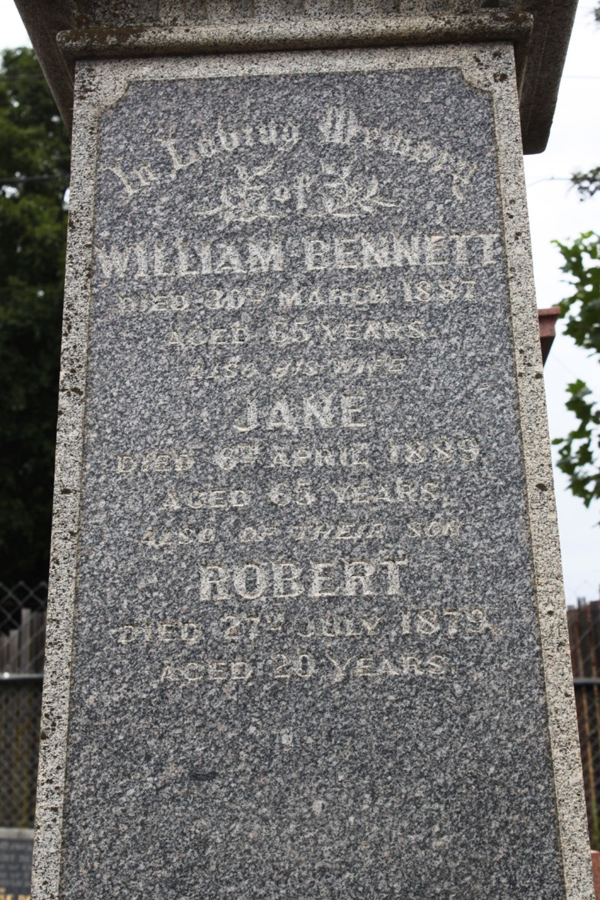 In Loving Memory
of
WILLIAM BENNETT
DIED 30TH MARCH 1887
AGED 65 YEARS.
ALSO HIS WIFE
JANE
DIED 6TH APRIL 1889
AGED 65 YEARS.
ALSO OF THEIR SON
ROBERT
DIED 27TH JULY 1879.
AGED 20 YEARS